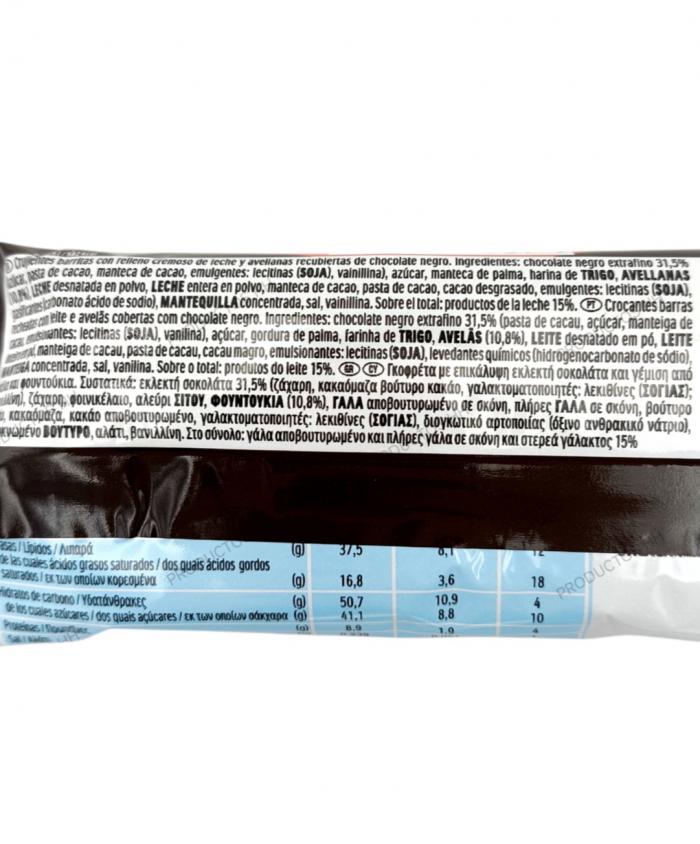 barritas con relleno cremoso de leche y avellanas recubiertas de chocolate negro. Ingredientes: chocolate negro extrafino 31,5%
pasta de cacao, manteca de cacao, emulgentes: lecitinas (SOJA), vainillina), azúcar, manteca de palma, harina de TRIGO, AVELLANAS
LECHE desnatada en polvo, LECHE entera en polvo, manteca de cacao, pasta de cacao, cacao desgrasado, emulgentes: lecitinas (SOJA),
ácido de sodio), MANTEQUILLA concentrada, sal, vainillina. Sobre el total: productos de la leche 15%. PT Crocantes barras
leite e avelãs cobertas com chocolate negro. Ingredientes: chocolate negro extrafino 31,5% (pasta de cacau, açúcar, manteiga de
lecitinas (SOJA), vanilina), açúcar, gordura de palma, farinha de TRIGO, AVELÃS (10,8%), LEITE desnatado em pó, LEITE
manteiga de cacau, pasta de cacau, cacau magro, emulsionantes: lecitinas (SOJA), levedantes químicos (hidrogenocarbonato de sódio),
concentrada, sal, vanilina. Sobre o total: produtos do leite 15%. GR CY Γκοφρέτα με επικάλυψη εκλεκτή σοκολάτα και γέμιση από
φουντούκια. Συστατικά: εκλεκτή σοκολάτα 31,5% (ζάχαρη, κακαόμαζα βούτυρο κακάο, γαλακτωματοποιητές: λεκιθίνες (ΣΟΓΙΑΣ);
ζάχαρη, φοινικέλαιο, αλεύρι ΣΙΤΟΥ, ΦΟΥΝΤΟΥΚΙΑ (10,8%), ΓΑΛΑ αποβουτυρωμένο σε σκόνη, πλήρες ΓΑΛΑ σε σκόνη, βούτυρο
κακαόμαζα, κακάο αποβουτυρωμένο, γαλακτωματοποιητές: λεκιθίνες (ΣΟΓΙΑΣ), διογκωτικό αρτοποιίας (όξινο ανθρακικό νάτριο),
ΒΟΥΤΥΡΟ, αλάτι, βανιλλίνη. Στο σύνολο: γάλα αποβουτυρωμένο και πλήρες γάλα σε σκόνη και στερεά γάλακτος 15%
/ Lípidos / Λιπαρά (g) 37,5 8,1 12
de las cuales ácidos grasos saturados / dos quais ácidos gordos
saturados / εκ των οποίων κορεσμένα (g) 16,8 3,6 18
Hidratos de carbono / Υδατάνθρακες (g) 50,7 10,9 4
de los cuales azúcares / dos quais açúcares / εκ των οποίων σάκχαρα (g) 41,1 8,8 10
(g) 8,9 1,9 4